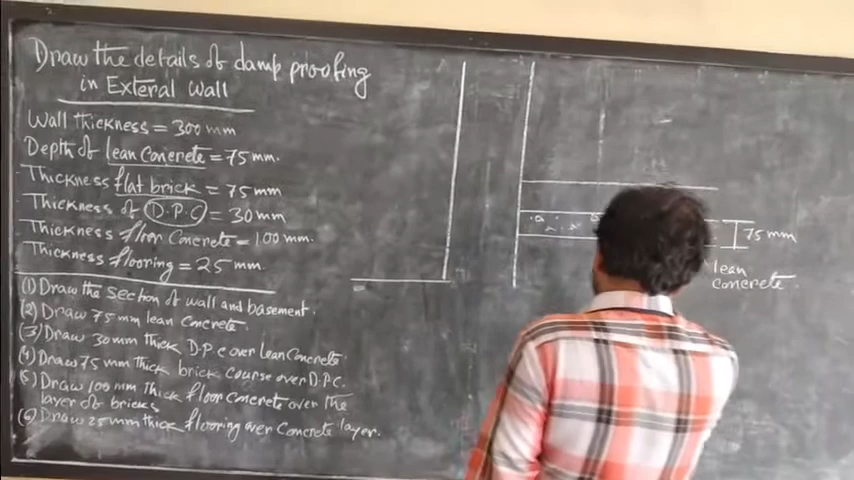 Draw the details of damp proofing
in Exteral wall
Wall thickness = 300 mm
Depth of lean concrete = 75 mm.
Thickness flat brick = 75 mm
Thickness of D.P.C = 30 mm
Thickness floor Concrete = 100 mm.
Thickness flooring = 25 mm
(1) Draw the section of wall and basement
(2) Draw 75 mm lean Concrete.
(3) Draw 30 mm thick D.P.C over Lean Concrete
(4) Draw 75 mm thick brick course over D.P.C.
(5) Draw 100 mm thick floor Concrete over the
layer of bricks
(6) Draw 25 mm thick flooring over Concrete layer.
75 mm
lean
concrete